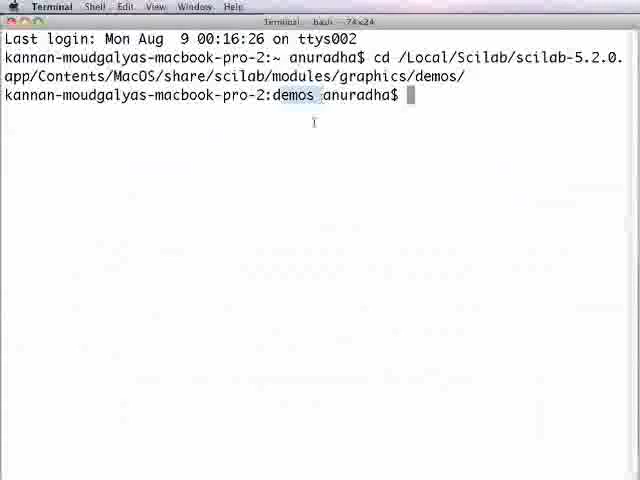 Terminal Shell Edit View Window Help
Terminal — bash — 74×24
Last login: Mon Aug  9 00:16:26 on ttys002
kannan-moudgalyas-macbook-pro-2:~ anuradha$ cd /Local/Scilab/scilab-5.2.0.
app/Contents/MacOS/share/scilab/modules/graphics/demos/
kannan-moudgalyas-macbook-pro-2:demos anuradha$